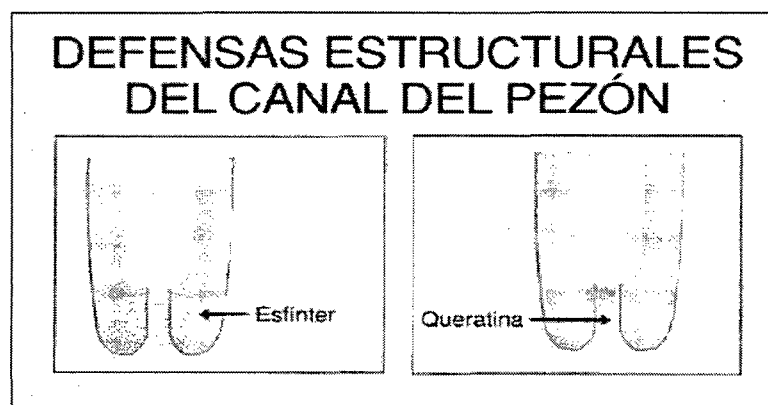 DEFENSAS ESTRUCTURALES
DEL CANAL DEL PEZÓN
Esfínter
Queratina